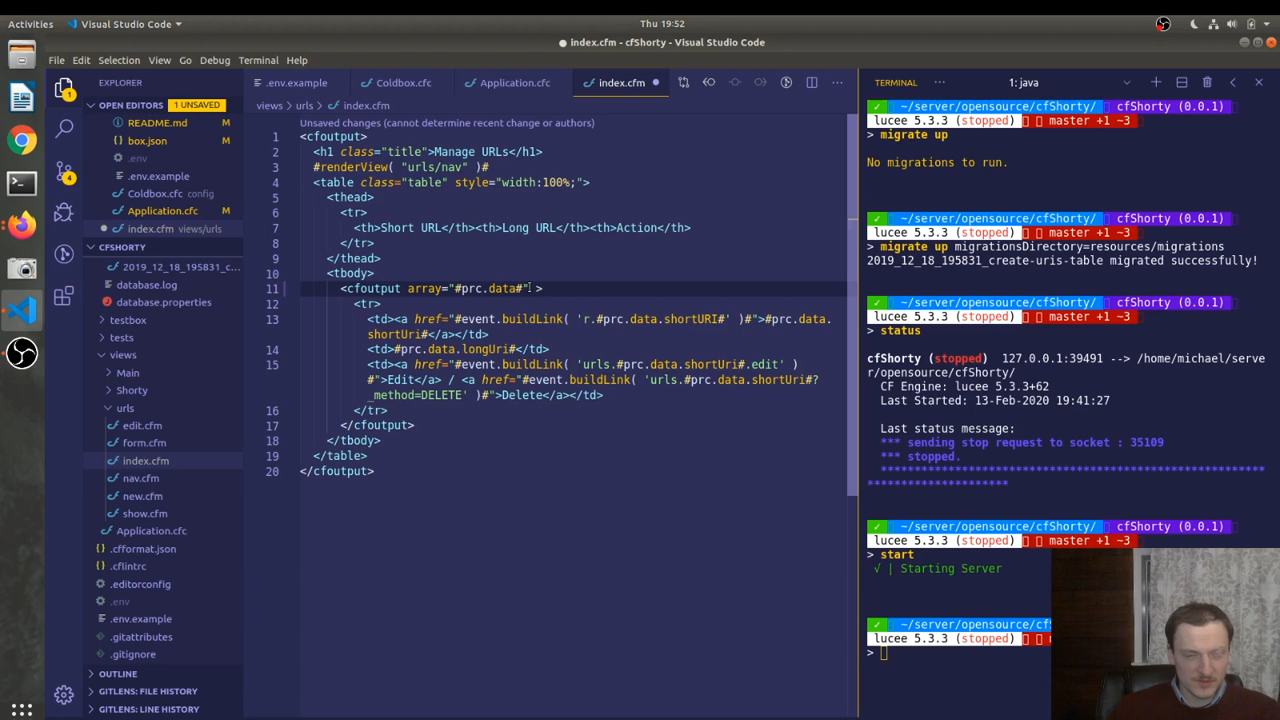 Activities
Visual Studio Code
Thu 19:52
index.cfm - cfShorty - Visual Studio Code
File Edit Selection View Go Debug Terminal Help
EXPLORER
OPEN EDITORS 1 UNSAVED
README.md M
box.json M
.env
.env.example
Coldbox.cfc config
Application.cfc M
index.cfm views/urls
CFSHORTY
2019_12_18_195831_c...
database.log
database.properties
testbox
tests
views
Main
Shorty
urls
edit.cfm
form.cfm
index.cfm
nav.cfm
new.cfm
show.cfm
Application.cfc
.cfformat.json
.cflintrc
.editorconfig
.env
.env.example
.gitattributes
.gitignore
OUTLINE
GITLENS: FILE HISTORY
GITLENS: LINE HISTORY
1
4
.env.example Coldbox.cfc Application.cfc index.cfm
views > urls > index.cfm
Unsaved changes (cannot determine recent change or authors)
1 <cfoutput>
2 <h1 class="title">Manage URLs</h1>
3 #renderView( "urls/nav" )#
4 <table class="table" style="width:100%;">
5 <thead>
6 <tr>
7 <th>Short URL</th><th>Long URL</th><th>Action</th>
8 </tr>
9 </thead>
10 <tbody>
11 <cfoutput array="#prc.data#" >
12 <tr>
13 <td><a href="#event.buildLink( 'r.#prc.data.shortURI#' )#">#prc.data.
shortUri#</a></td>
14 <td>#prc.data.longUri#</td>
15 <td><a href="#event.buildLink( 'urls.#prc.data.shortUri#.edit' )
#">Edit</a> / <a href="#event.buildLink( 'urls.#prc.data.shortUri#?
_method=DELETE' )#">Delete</a></td>
16 </tr>
17 </cfoutput>
18 </tbody>
19 </table>
20 </cfoutput>
TERMINAL
1: java
~/server/opensource/cfShorty/ cfShorty (0.0.1)
lucee 5.3.3 (stopped) master +1 ~3
> migrate up
No migrations to run.
~/server/opensource/cfShorty/ cfShorty (0.0.1)
lucee 5.3.3 (stopped) master +1 ~3
> migrate up migrationsDirectory=resources/migrations
2019_12_18_195831_create-uris-table migrated successfully!
~/server/opensource/cfShorty/ cfShorty (0.0.1)
lucee 5.3.3 (stopped) master +1 ~3
> status
cfShorty (stopped) 127.0.0.1:39491 --> /home/michael/serve
r/opensource/cfShorty/
CF Engine: lucee 5.3.3+62
Last Started: 13-Feb-2020 19:41:27
Last status message:
*** sending stop request to socket : 35109
*** stopped.
*********************************************************
*********************
~/server/opensource/cfShorty/ cfShorty (0.0.1)
lucee 5.3.3 (stopped) master +1 ~3
> start
√ | Starting Server
~/server/opensource/cfS
lucee 5.3.3 (stopped)
>